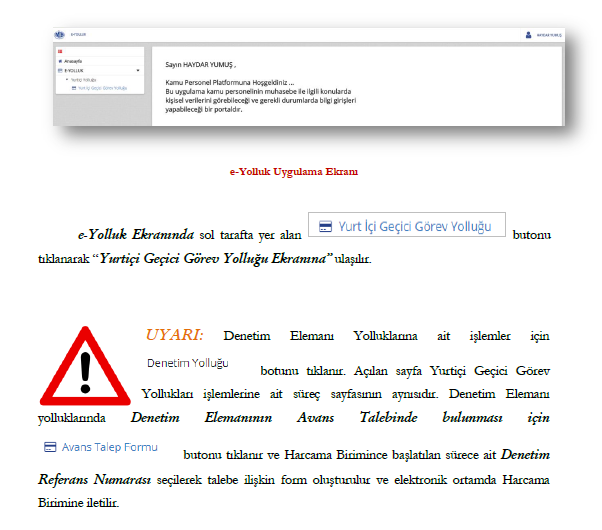 E-YOLLUK
HAYDAR YUMUŞ
Anasayfa
E-YOLLUK
Yurtiçi Yolluğu
Yurtiçi Geçici Görev Yolluğu
Sayın HAYDAR YUMUŞ ,
Kamu Personel Platformuna Hoşgeldiniz ...
Bu uygulama kamu personelinin muhasebe ile ilgili konularda
kişisel verilerini görebileceği ve gerekli durumlarda bilgi girişleri
yapabileceği bir portaldır.
e-Yolluk Uygulama Ekranı
e-Yolluk Ekranında sol tarafta yer alan Yurt İçi Geçici Görev Yolluğu butonu
tıklanarak “Yurtiçi Geçici Görev Yolluğu Ekranına” ulaşılır.
UYARI: Denetim Elemanı Yolluklarına ait işlemler için
Denetim Yolluğu botunu tıklanır. Açılan sayfa Yurtiçi Geçici Görev
Yollukları işlemlerine ait süreç sayfasının aynısıdır. Denetim Elemanı
yolluklarında Denetim Elemanının Avans Talebinde bulunması için
Avans Talep Formu butonu tıklanır ve Harcama Birimince başlatılan sürece ait Denetim
Referans Numarası seçilerek talebe ilişkin form oluşturulur ve elektronik ortamda Harcama
Birimine iletilir.